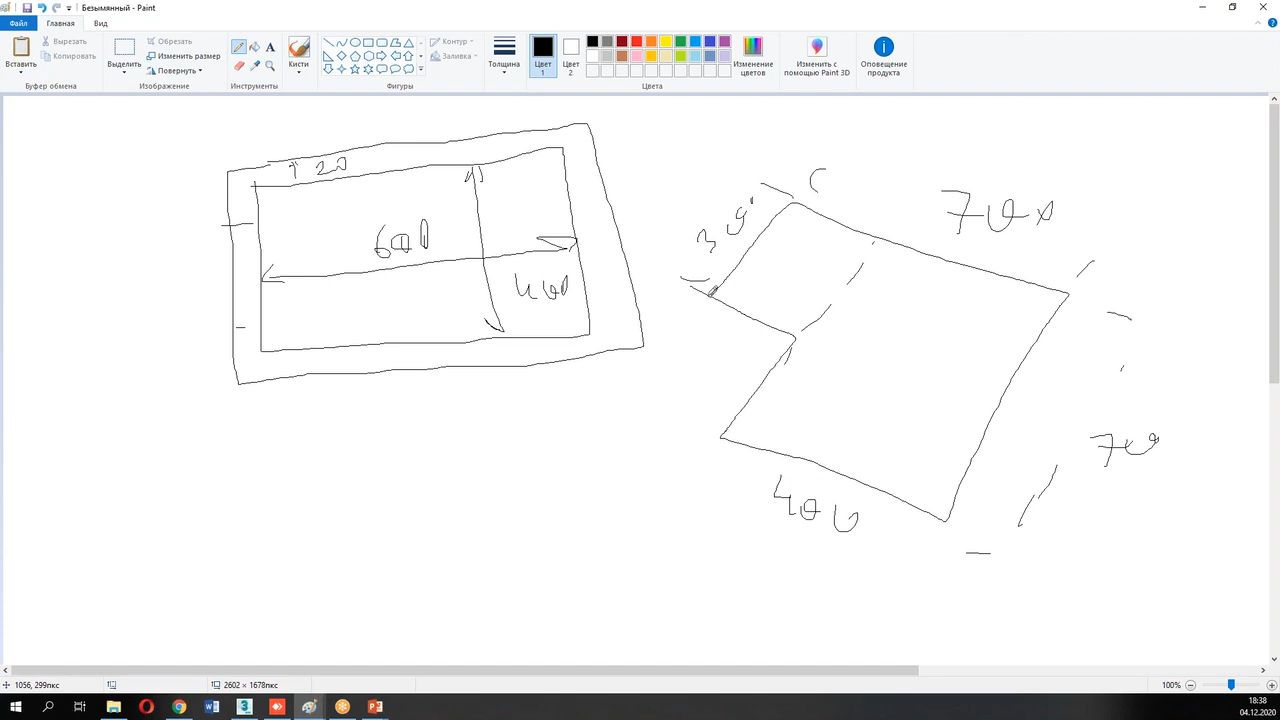 Безымянный - Paint
Файл
Главная
Вид
Вставить
Вырезать
Копировать
Буфер обмена
Выделить
Обрезать
Изменить размер
Повернуть
Изображение
Инструменты
Кисти
Фигуры
Контур
Заливка
Толщина
Цвет 1
Цвет 2
Цвета
Изменение цветов
Изменить с помощью Paint 3D
Оповещение продукта
20
600
400
700
700
400
1056, 299пкс
2602 × 1678пкс
100%
18:38
04.12.2020